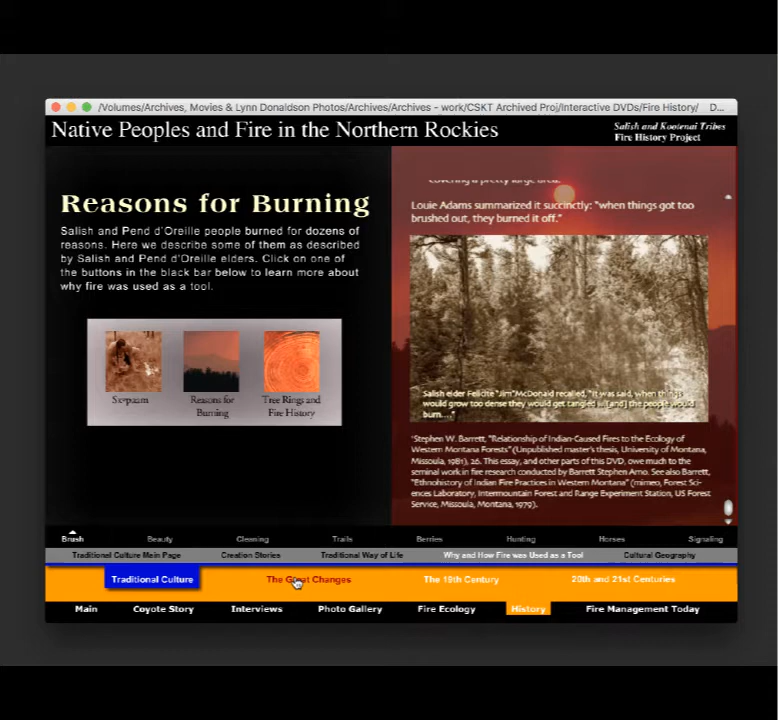 /Volumes/Archives, Movies & Lynn Donaldson Photos/Archives/Archives - work/CSKT Archived Proj/Interactive DVDs/Fire History/ D...
Native Peoples and Fire in the Northern Rockies
Salish and Kootenai Tribes
Fire History Project
Reasons for Burning
Salish and Pend d'Oreille people burned for dozens of
reasons. Here we describe some of them as described
by Salish and Pend d'Oreille elders. Click on one of
the buttons in the black bar below to learn more about
why fire was used as a tool.
Reasons for
Burning
Tree Rings and
Fire History
covering a pretty large area.
Louie Adams summarized it succinctly: "when things got too
brushed out, they burned it off."
Salish elder Felicite "Jim" McDonald recalled, "It was said, when things
would grow too dense they would get tangled [and] the people would
burn...."
Stephen W. Barrett, "Relationship of Indian-Caused Fires to the Ecology of
Western Montana Forests" (Unpublished master's thesis, University of Montana,
Missoula, 1981), 26. This essay, and other parts of this DVD, owe much to the
seminal work in fire research conducted by Barrett Stephen Arno. See also Barrett,
"Ethnohistory of Indian Fire Practices in Western Montana" (mimeo, Forest Sci-
ences Laboratory, Intermountain Forest and Range Experiment Station, US Forest
Service, Missoula, Montana, 1979).
Brush Beauty Cleaning Trails Berries Hunting Horses Signaling
Traditional Culture Main Page Creation Stories Traditional Way of Life Why and How Fire was Used as a Tool Cultural Geography
Traditional Culture The Great Changes The 19th Century 20th and 21st Centuries
Main Coyote Story Interviews Photo Gallery Fire Ecology History Fire Management Today